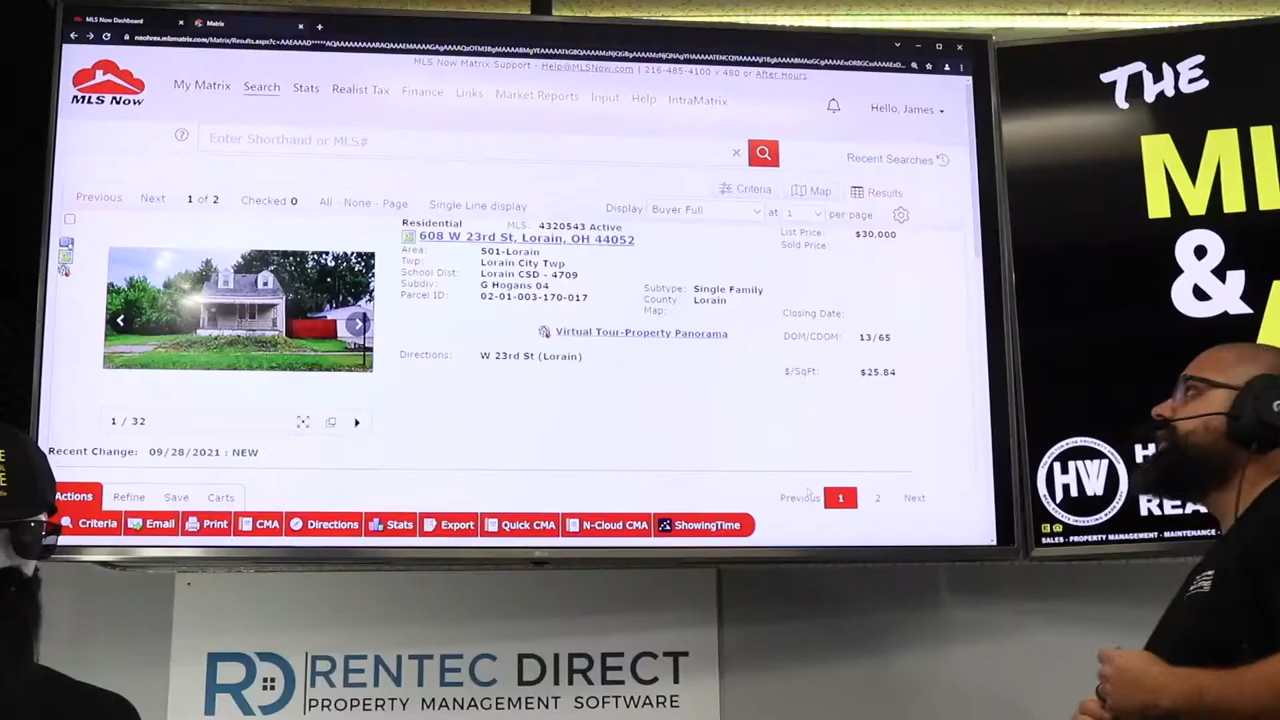 MLS Now Dashboard
Matrix
MLS Now Matrix Support - Help@MLSNow.com | 216-485-4100 x 480 or After Hours
MLS Now
My Matrix Search Stats Realist Tax Finance Links Market Reports Input Help IntraMatrix
Hello, James
Enter Shorthand or MLS#
Recent Searches
Criteria Map Results
Previous Next 1 of 2 Checked 0 All · None · Page Single Line display Display Buyer Full at 1 per page
Residential MLS: 4320543 Active List Price: $30,000
608 W 23rd St, Lorain, OH 44052 Sold Price:
Area: 501-Lorain
Twp: Lorain City Twp
School Dist: Lorain CSD - 4709
Subdiv: G Hogans 04 Subtype: Single Family
Parcel ID: 02-01-003-170-017 County: Lorain
Map:
Closing Date:
Virtual Tour-Property Panorama
DOM/CDOM: 13/65
Directions: W 23rd St (Lorain)
$/SqFt: $25.84
1 / 32
Recent Change: 09/28/2021 : NEW
Previous 1 2 Next
Actions Refine Save Carts
Criteria Email Print CMA Directions Stats Export Quick CMA N-Cloud CMA ShowingTime
THE
&
HW
SALES - PROPERTY MANAGEMENT - MAINTENANCE -
RD RENTEC DIRECT
PROPERTY MANAGEMENT SOFTWARE